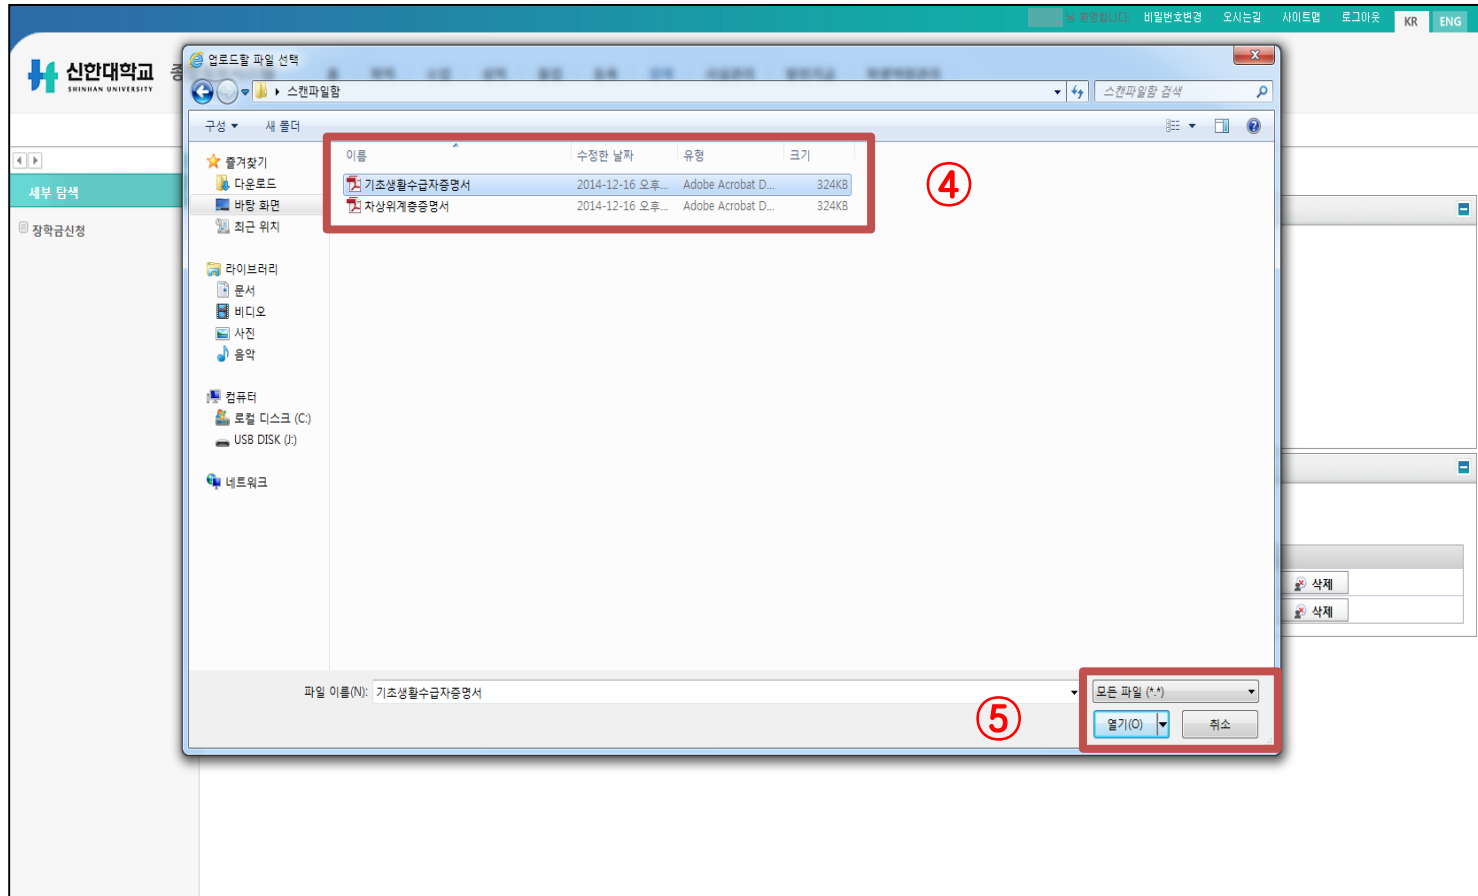 님 환영합니다. 비밀번호변경 오시는길 사이트맵 로그아웃 KR ENG
신한대학교
SHINHAN UNIVERSITY
업로드할 파일 선택
스캔파일함
스캔파일함 검색
구성 새 폴더
이름 수정한 날짜 유형 크기
기초생활수급자증명서 2014-12-16 오후... Adobe Acrobat D... 324KB
차상위계층증명서 2014-12-16 오후... Adobe Acrobat D... 324KB
④
세부 탐색
장학금신청
즐겨찾기
다운로드
바탕 화면
최근 위치
라이브러리
문서
비디오
사진
음악
컴퓨터
로컬 디스크 (C:)
USB DISK (J:)
네트워크
삭제
삭제
파일 이름(N): 기초생활수급자증명서
모든 파일 (*.*)
⑤
열기(O) 취소